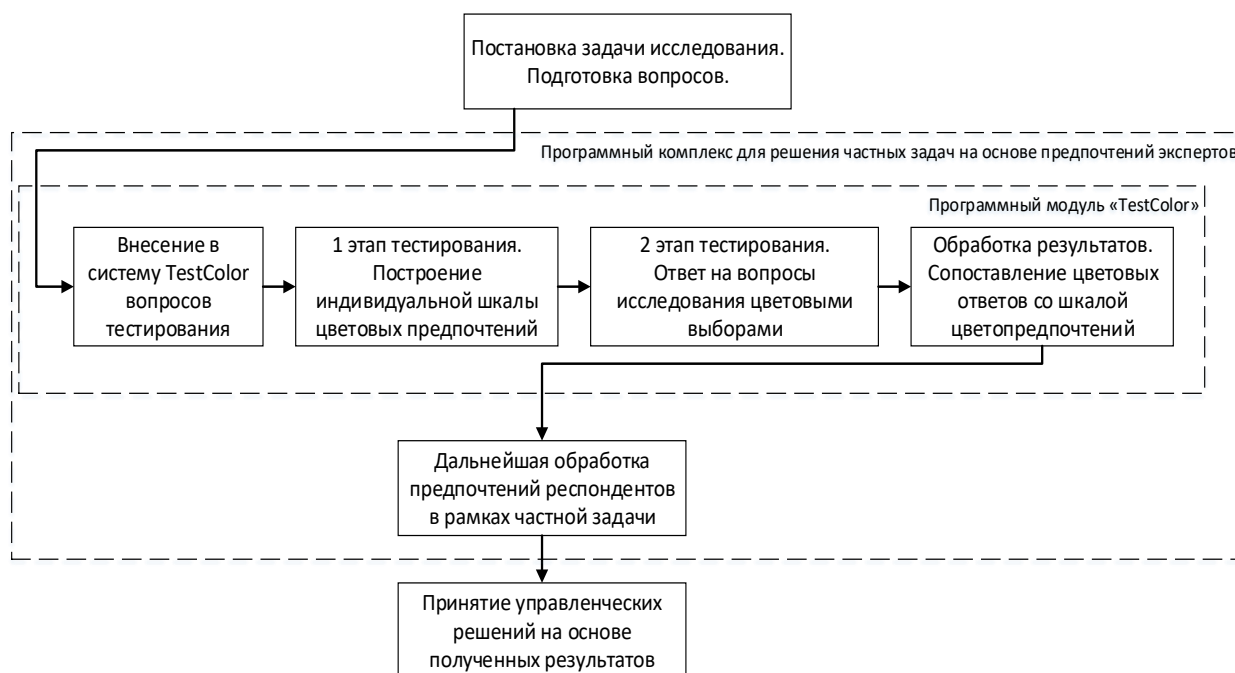 Постановка задачи исследования.
Подготовка вопросов.
Программный комплекс для решения частных задач на основе предпочтений экспертов
Программный модуль «TestColor»
Внесение в
систему TestColor
вопросов
тестирования
1 этап тестирования.
Построение
индивидуальной шкалы
цветовых предпочтений
2 этап тестирования.
Ответ на вопросы
исследования цветовыми
выборами
Обработка результатов.
Сопоставление цветовых
ответов со шкалой
цветопредпочтений
Дальнейшая обработка
предпочтений респондентов
в рамках частной задачи
Принятие управленческих
решений на основе
полученных результатов